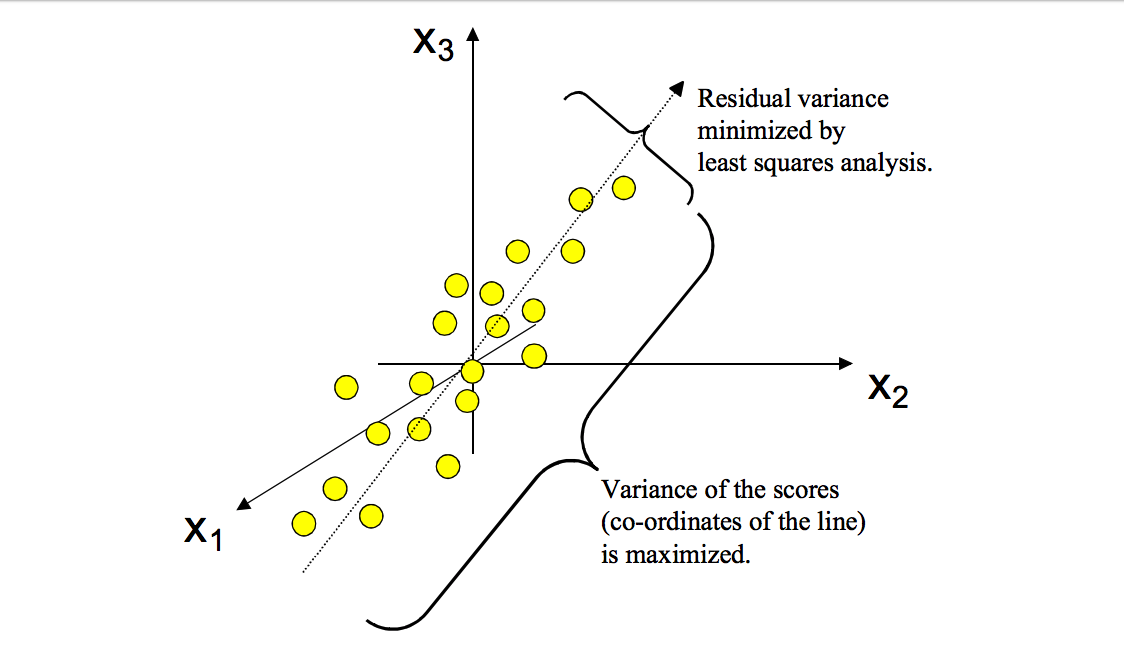 X3
Residual variance
minimized by
least squares analysis.
X2
Variance of the scores
(co-ordinates of the line)
is maximized.
X1